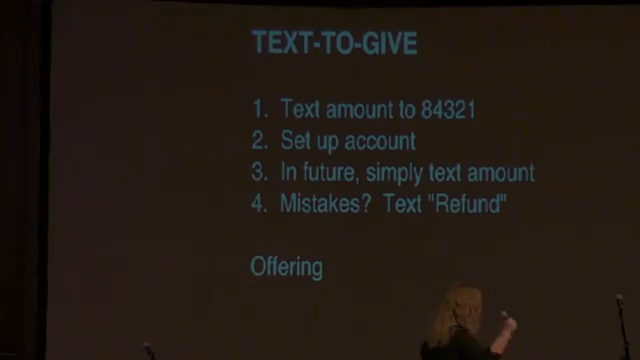 TEXT-TO-GIVE
1. Text amount to 84321
2. Set up account
3. In future, simply text amount
4. Mistakes? Text "Refund"
Offering